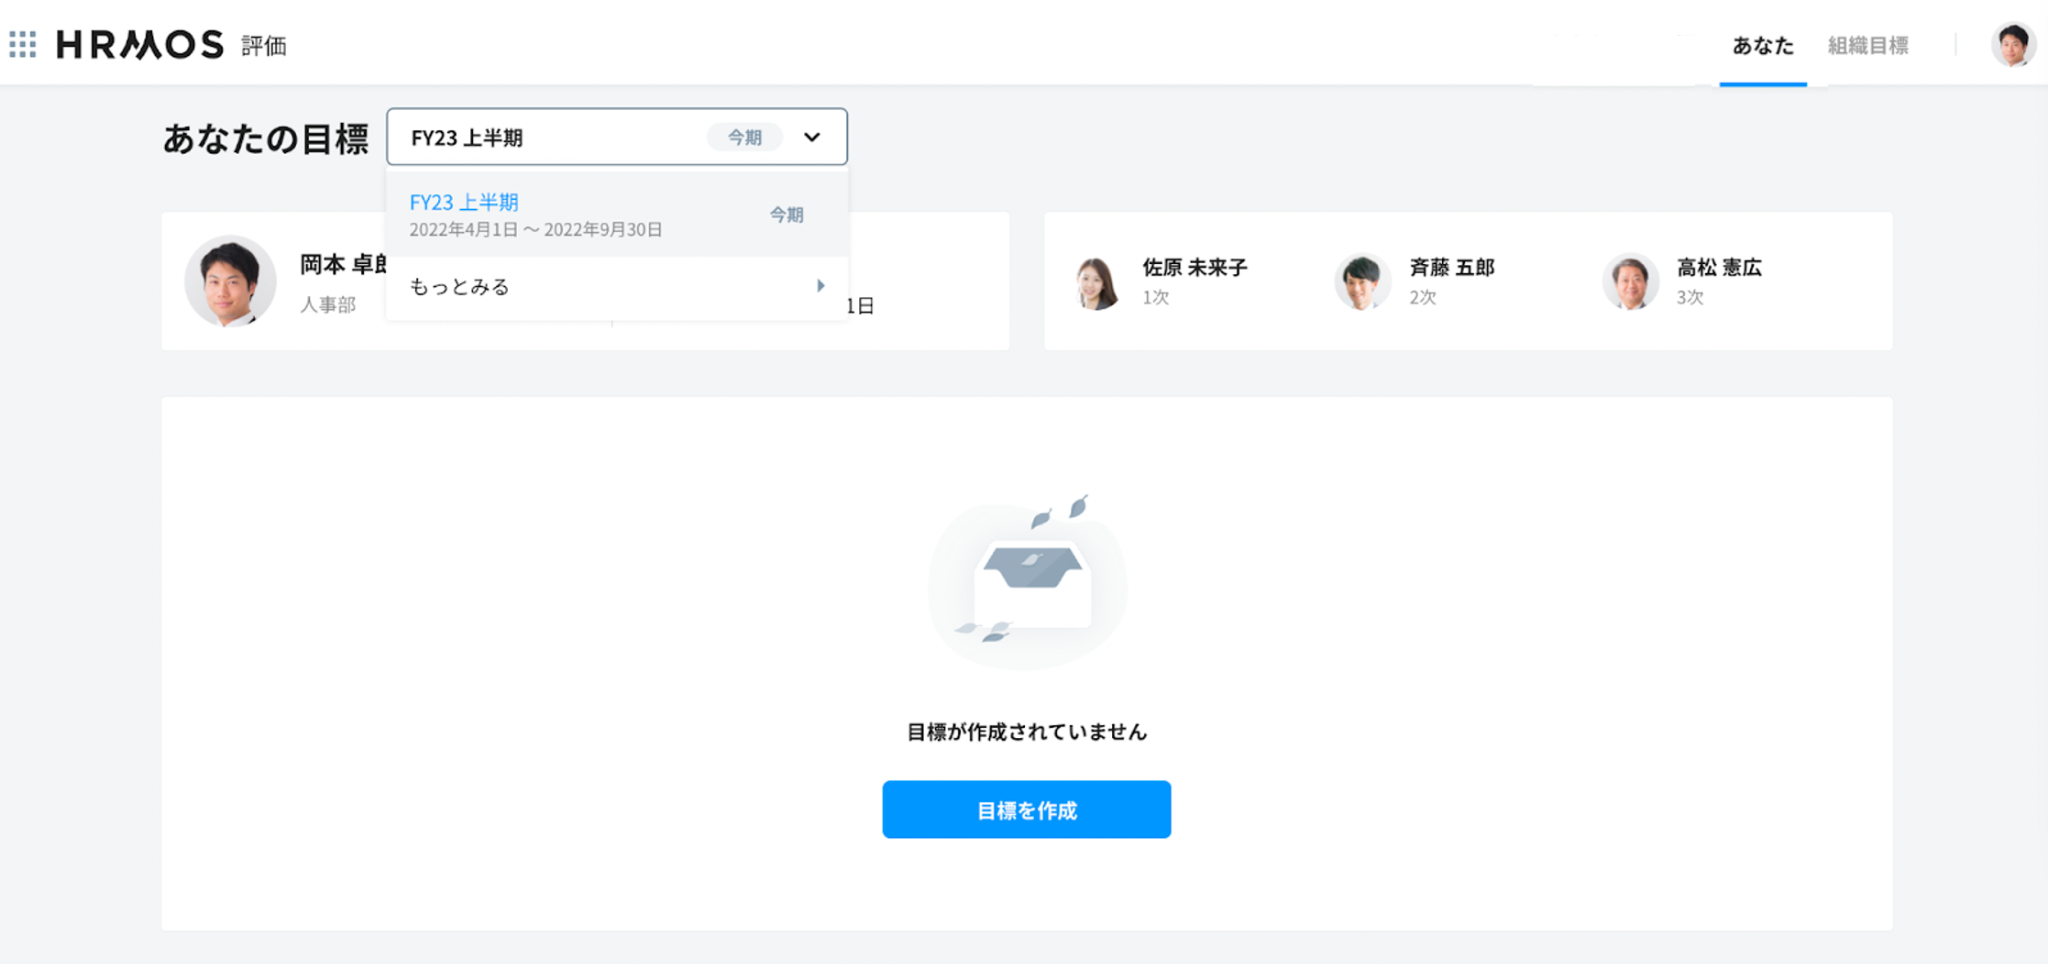 HRMOS 評価
あなた
組織目標
あなたの目標
FY23 上半期
今期
FY23 上半期
今期
2022年4月1日 〜 2022年9月30日
もっとみる
岡本 卓郎
人事部
1日
佐原 未来子
1次
斉藤 五郎
2次
高松 憲広
3次
目標が作成されていません
目標を作成